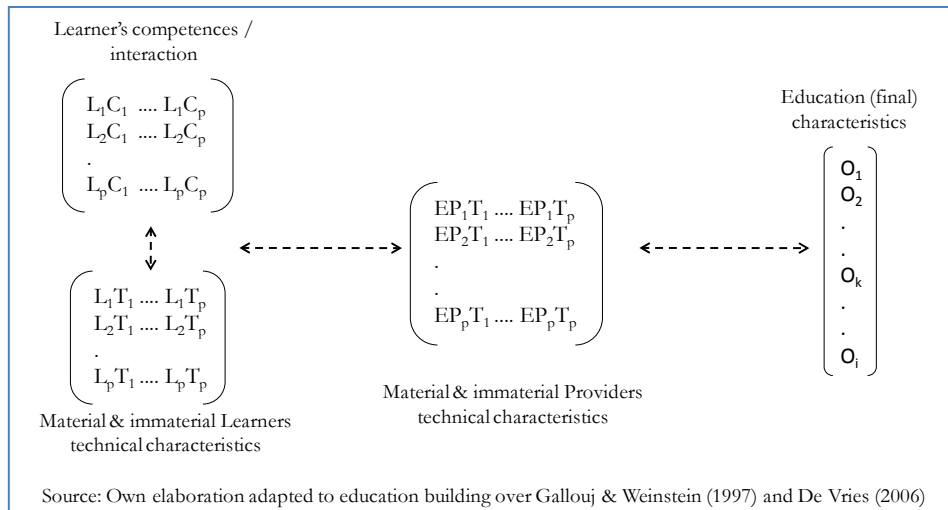 Learner's competences /
interaction
L₁C₁ .... L₁Cₚ
L₂C₁ .... L₂Cₚ
.
LₚC₁ .... LₚCₚ
L₁T₁ .... L₁Tₚ
L₂T₁ .... L₂Tₚ
.
LₚT₁ .... LₚTₚ
Material & immaterial Learners
technical characteristics
EP₁T₁ .... EP₁Tₚ
EP₂T₁ .... EP₂Tₚ
.
.
EPₚT₁ .... EPₚTₚ
Material & immaterial Providers
technical characteristics
Education (final)
characteristics
O₁
O₂
.
.
Oₖ
.
.
Oᵢ
Source: Own elaboration adapted to education building over Gallouj & Weinstein (1997) and De Vries (2006)